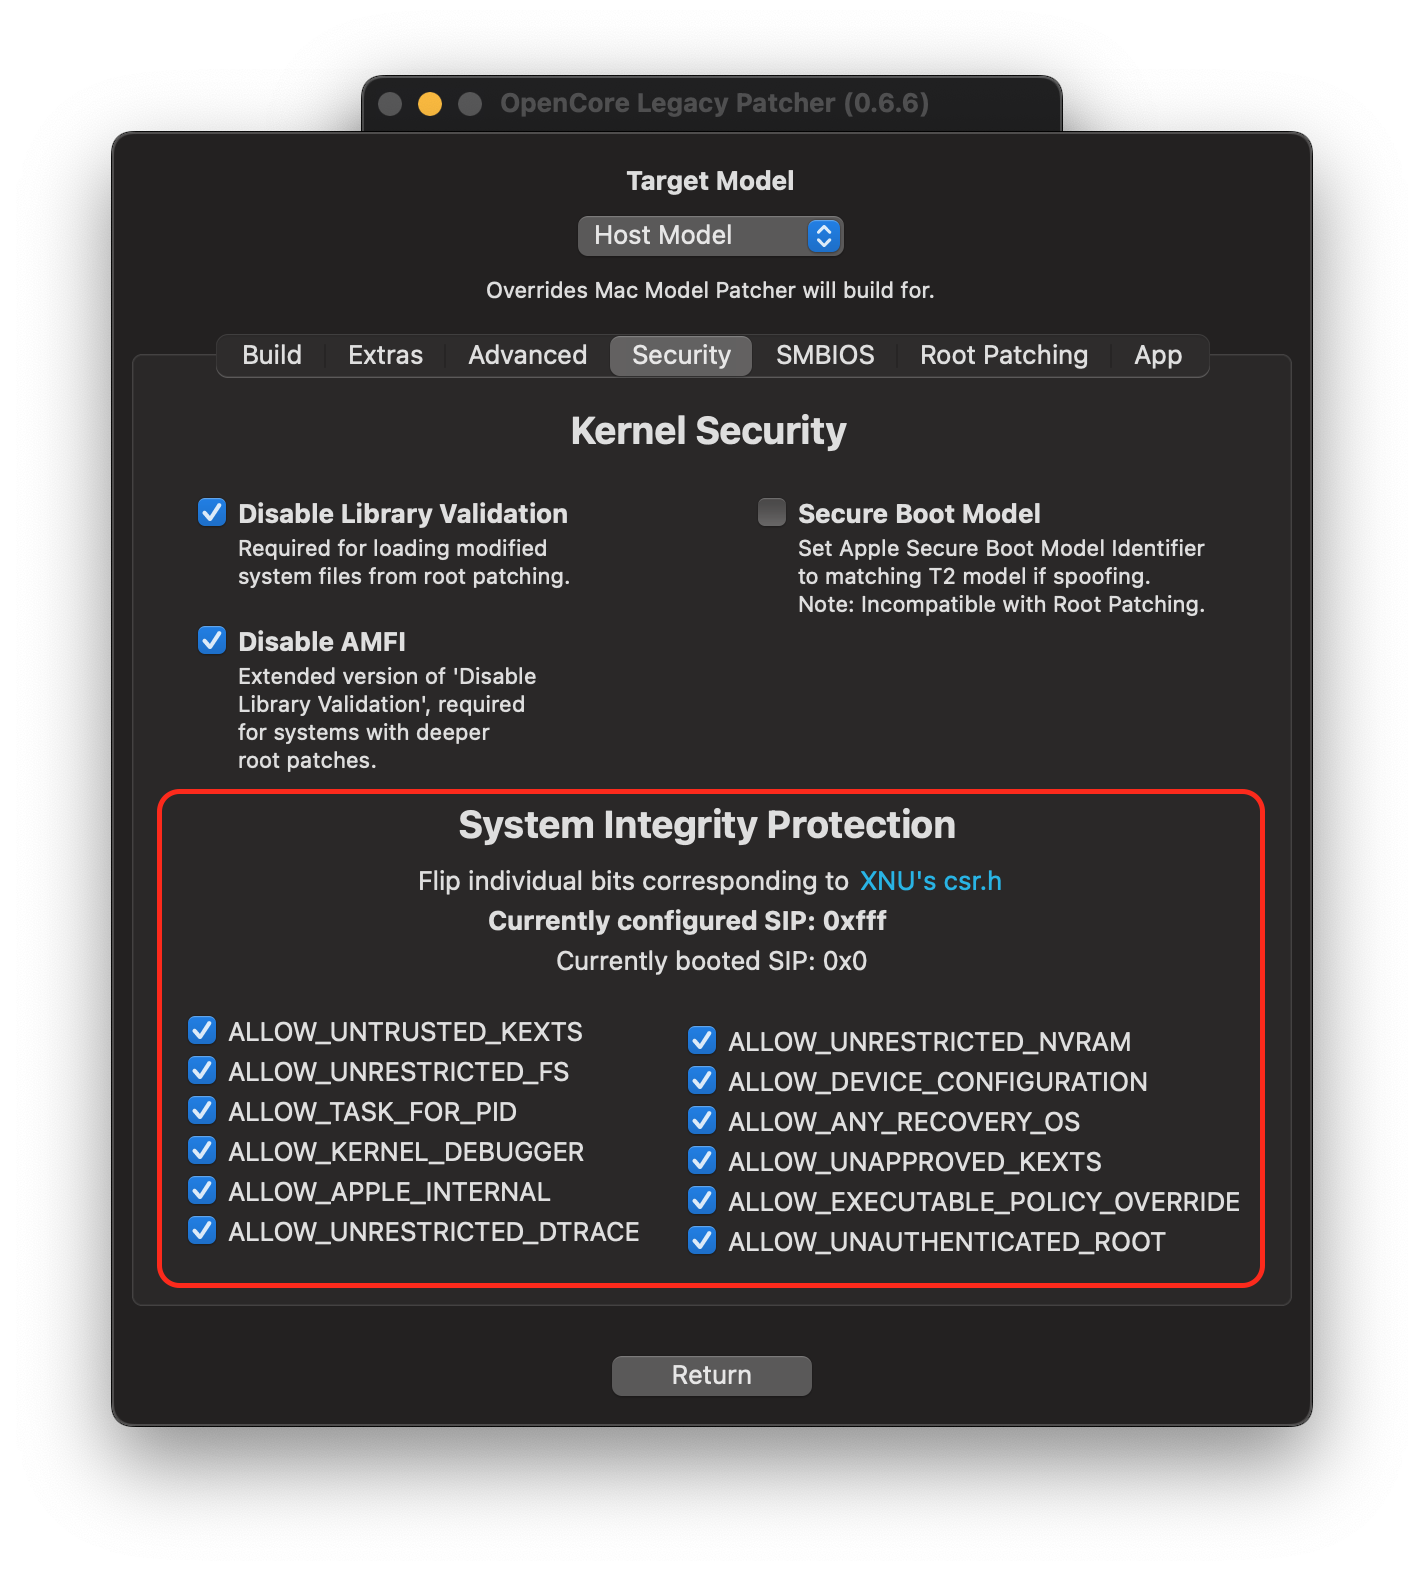 OpenCore Legacy Patcher (0.6.6)
Target Model
Host Model
Overrides Mac Model Patcher will build for.
Build Extras Advanced Security SMBIOS Root Patching App
Kernel Security
Disable Library Validation
Required for loading modified
system files from root patching.
Secure Boot Model
Set Apple Secure Boot Model Identifier
to matching T2 model if spoofing.
Note: Incompatible with Root Patching.
Disable AMFI
Extended version of 'Disable
Library Validation', required
for systems with deeper
root patches.
System Integrity Protection
Flip individual bits corresponding to XNU's csr.h
Currently configured SIP: 0xfff
Currently booted SIP: 0x0
ALLOW_UNTRUSTED_KEXTS
ALLOW_UNRESTRICTED_FS
ALLOW_TASK_FOR_PID
ALLOW_KERNEL_DEBUGGER
ALLOW_APPLE_INTERNAL
ALLOW_UNRESTRICTED_DTRACE
ALLOW_UNRESTRICTED_NVRAM
ALLOW_DEVICE_CONFIGURATION
ALLOW_ANY_RECOVERY_OS
ALLOW_UNAPPROVED_KEXTS
ALLOW_EXECUTABLE_POLICY_OVERRIDE
ALLOW_UNAUTHENTICATED_ROOT
Return